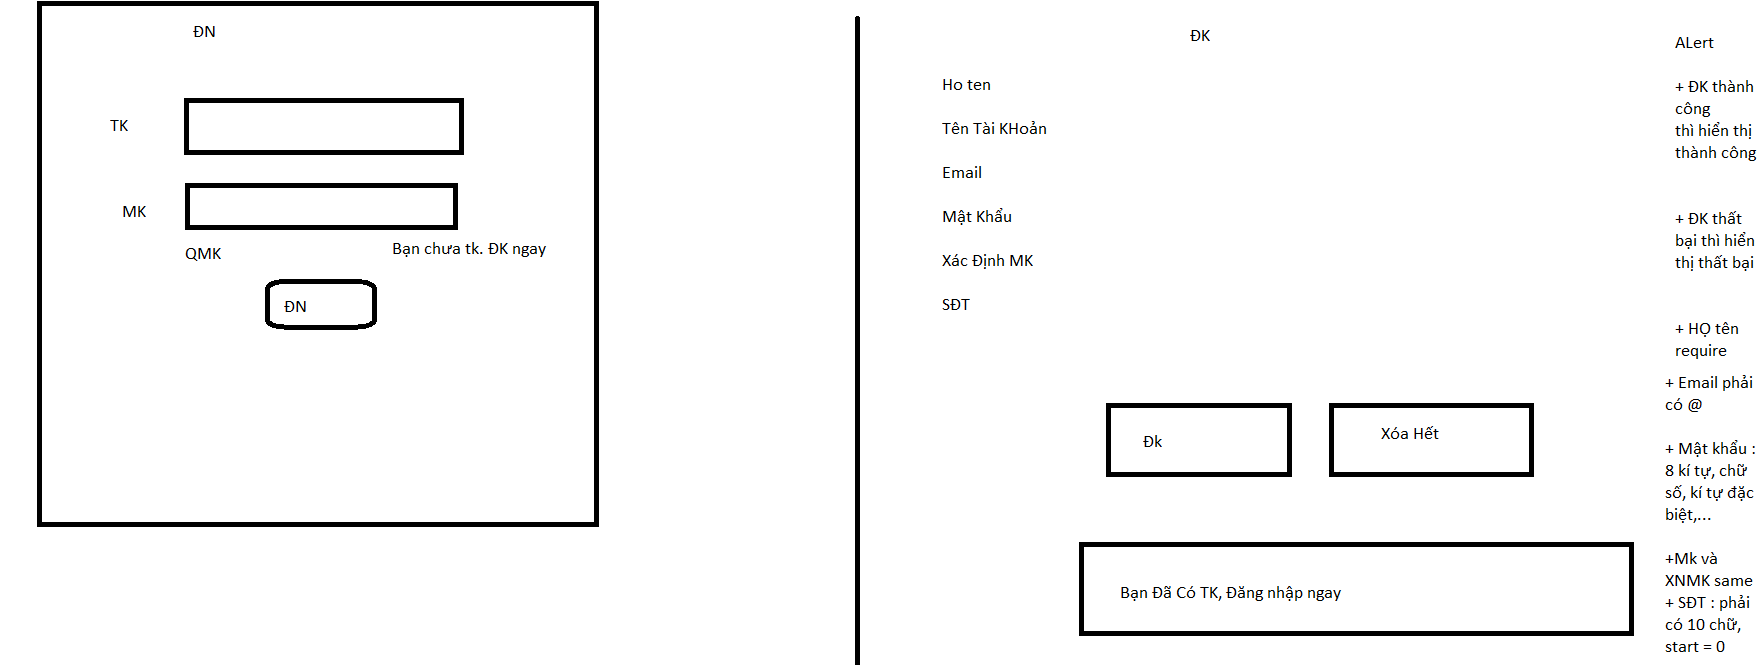 ĐN
TK
MK
QMK
Bạn chưa tk. ĐK ngay
ĐN
ĐK
Ho ten
Tên Tài KHoản
Email
Mật Khẩu
Xác Định MK
SĐT
Đk
Xóa Hết
Bạn Đã Có TK, Đăng nhập ngay
ALert
+ ĐK thành
công
thì hiển thị
thành công
+ ĐK thất
bại thì hiển
thị thất bại
+ HỌ tên
require
+ Email phải
có @
+ Mật khẩu :
8 kí tự, chữ
số, kí tự đặc
biệt,...
+Mk và
XNMK same
+ SĐT : phải
có 10 chữ,
start = 0